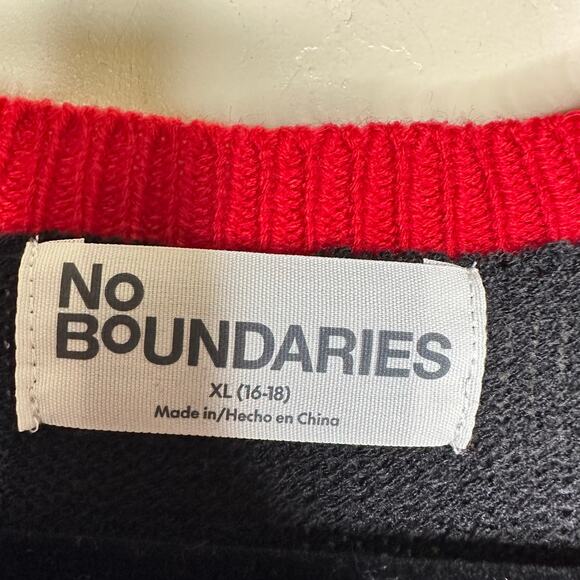 No
BoUNDARIES
XL (16-18)
Made in/Hecho en China